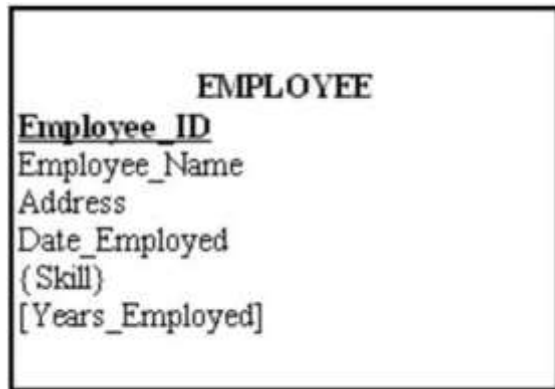 EMPLOYEE
Employee_ID
Employee_Name
Address
Date_Employed
{Skill}
[Years_Employed]